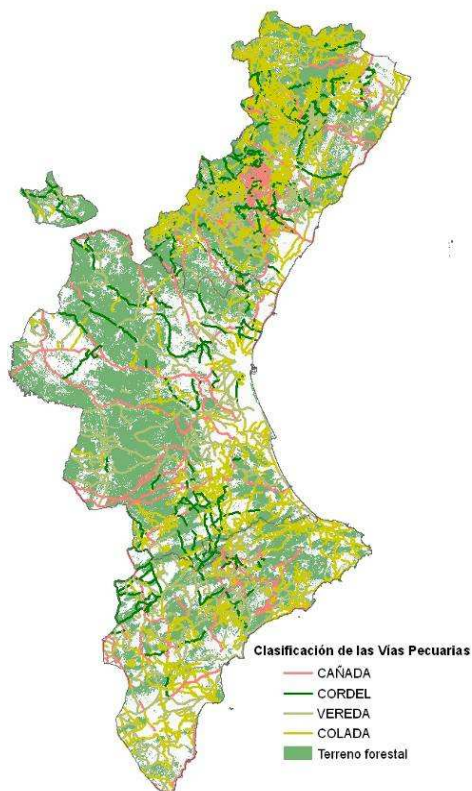 Clasificación de las Vías Pecuarias
CAÑADA
CORDEL
VEREDA
COLADA
Terreno forestal